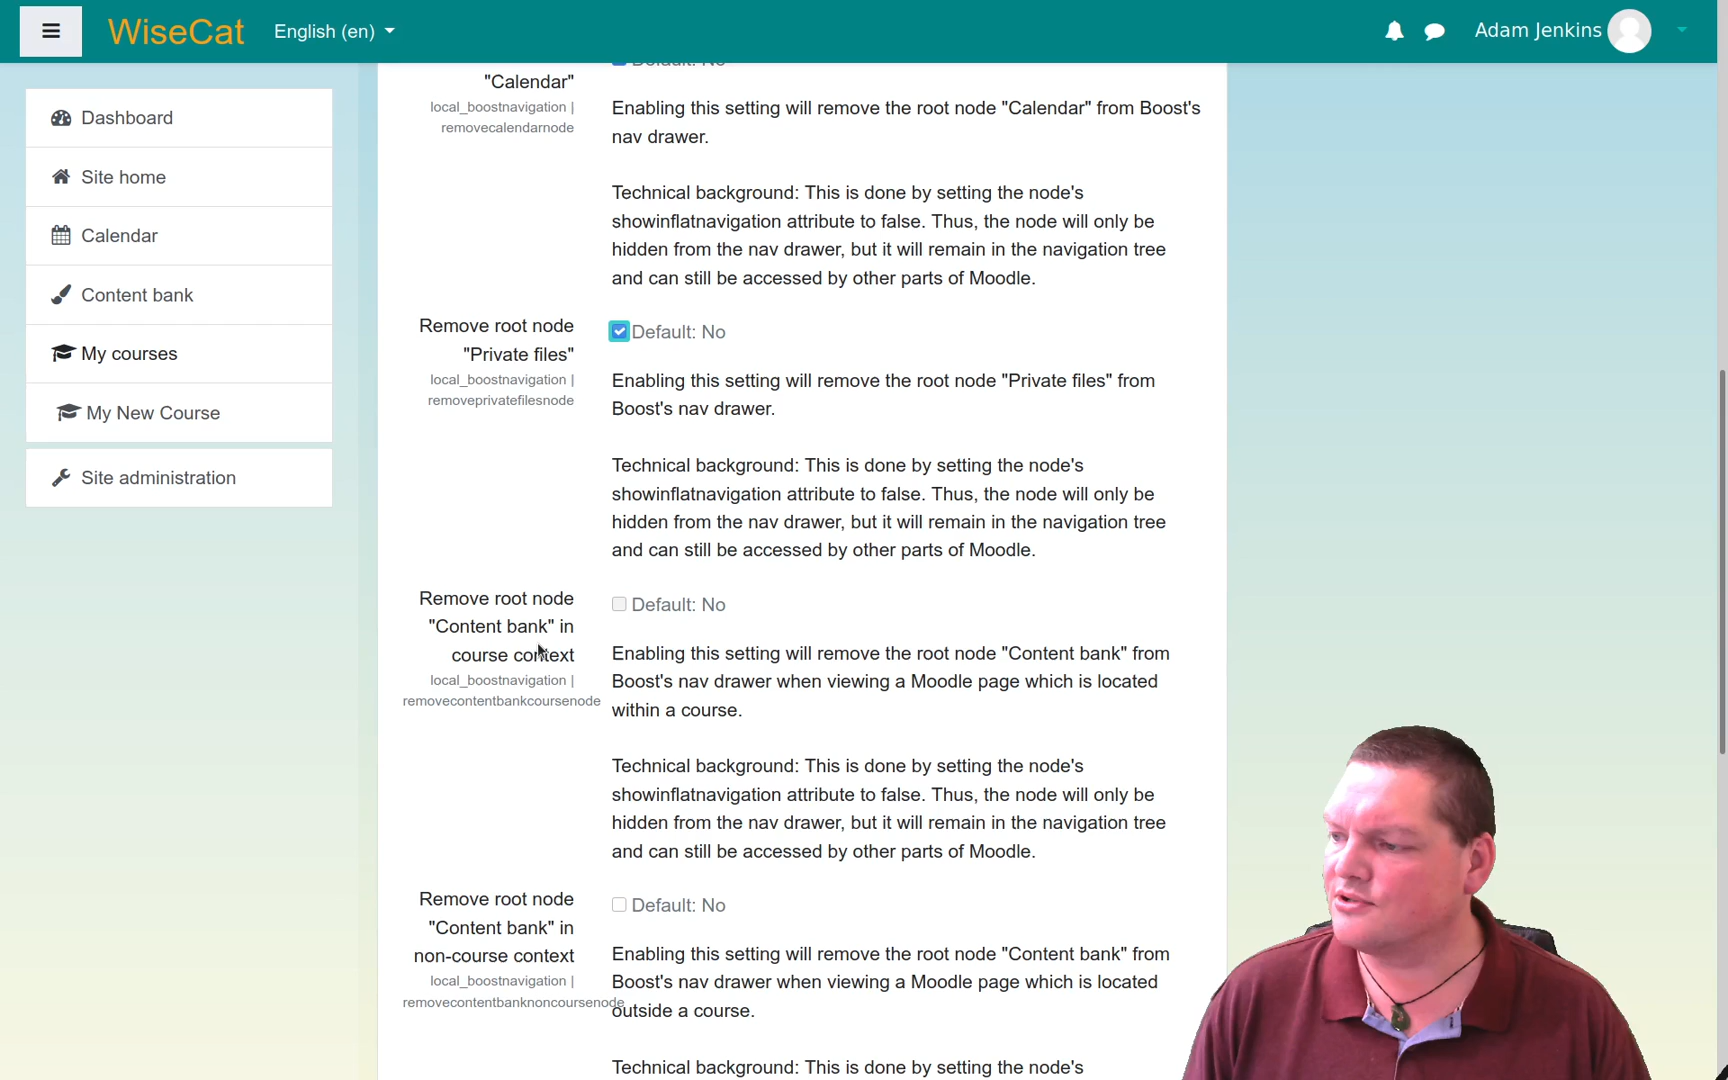 WiseCat
English (en)
Adam Jenkins
Dashboard
Site home
Calendar
Content bank
My courses
My New Course
Site administration
Default: No
"Calendar"
local_boostnavigation |
removecalendarnode
Enabling this setting will remove the root node "Calendar" from Boost's
nav drawer.
Technical background: This is done by setting the node's
showinflatnavigation attribute to false. Thus, the node will only be
hidden from the nav drawer, but it will remain in the navigation tree
and can still be accessed by other parts of Moodle.
Remove root node
"Private files"
local_boostnavigation |
removeprivatefilesnode
Default: No
Enabling this setting will remove the root node "Private files" from
Boost's nav drawer.
Technical background: This is done by setting the node's
showinflatnavigation attribute to false. Thus, the node will only be
hidden from the nav drawer, but it will remain in the navigation tree
and can still be accessed by other parts of Moodle.
Remove root node
"Content bank" in
course context
local_boostnavigation |
removecontentbankcoursenode
Default: No
Enabling this setting will remove the root node "Content bank" from
Boost's nav drawer when viewing a Moodle page which is located
within a course.
Technical background: This is done by setting the node's
showinflatnavigation attribute to false. Thus, the node will only be
hidden from the nav drawer, but it will remain in the navigation tree
and can still be accessed by other parts of Moodle.
Remove root node
"Content bank" in
non-course context
local_boostnavigation |
removecontentbanknoncoursenode
Default: No
Enabling this setting will remove the root node "Content bank" from
Boost's nav drawer when viewing a Moodle page which is located
outside a course.
Technical background: This is done by setting the node's